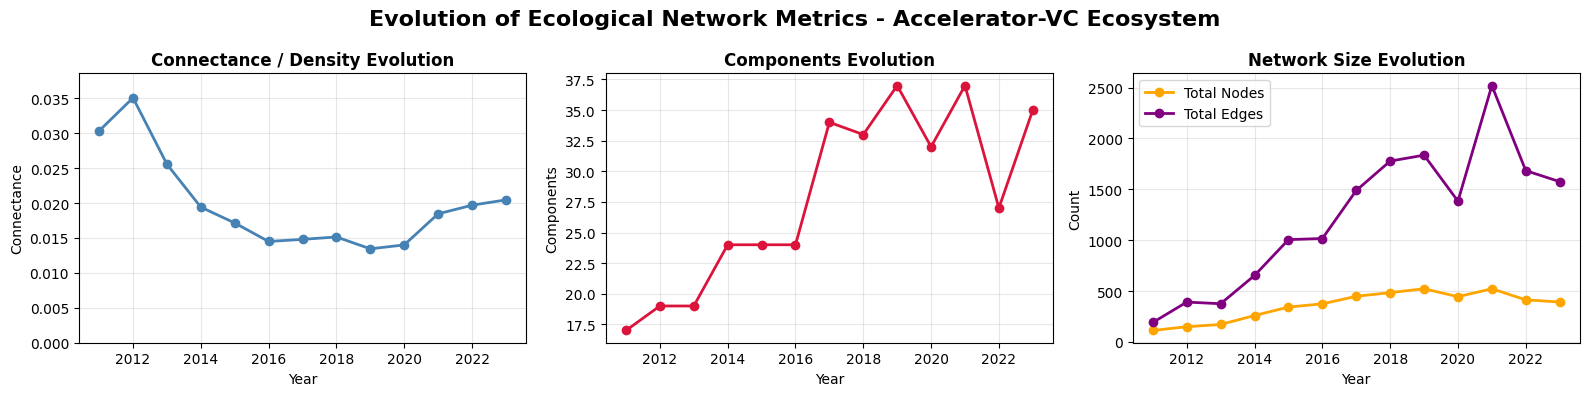 Evolution of Ecological Network Metrics - Accelerator-VC Ecosystem
Connectance / Density Evolution
Connectance
0.035
0.030
0.025
0.020
0.015
0.010
0.005
0.000
2012 2014 2016 2018 2020 2022
Year
Components Evolution
Components
37.5
35.0
32.5
30.0
27.5
25.0
22.5
20.0
17.5
2012 2014 2016 2018 2020 2022
Year
Network Size Evolution
Total Nodes
Total Edges
Count
2500
2000
1500
1000
500
0
2012 2014 2016 2018 2020 2022
Year